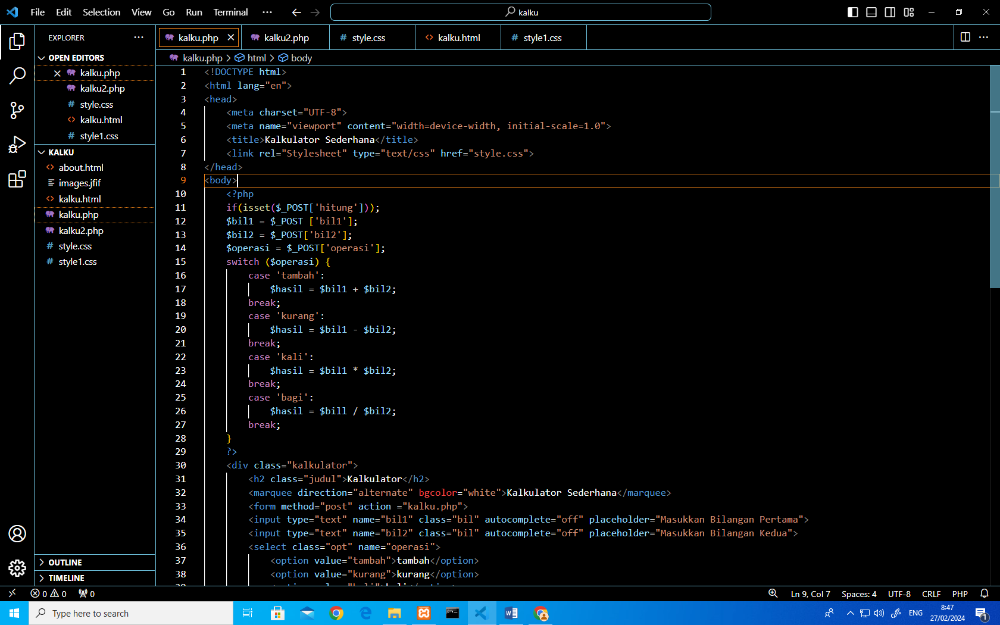 File Edit Selection View Go Run Terminal ··· kalku
EXPLORER ···
kalku.php kalku2.php style.css kalku.html style1.css
OPEN EDITORS
kalku.php
kalku2.php
style.css
kalku.html
style1.css
KALKU
about.html
images.jfif
kalku.html
kalku.php
kalku2.php
style.css
style1.css
OUTLINE
TIMELINE
kalku.php > html > body
1 <!DOCTYPE html>
2 <html lang="en">
3 <head>
4 <meta charset="UTF-8">
5 <meta name="viewport" content="width=device-width, initial-scale=1.0">
6 <title>Kalkulator Sederhana</title>
7 <link rel="Stylesheet" type="text/css" href="style.css">
8 </head>
9 <body>
10 <?php
11 if(isset($_POST['hitung']));
12 $bil1 = $_POST ['bil1'];
13 $bil2 = $_POST['bil2'];
14 $operasi = $_POST['operasi'];
15 switch ($operasi) {
16 case 'tambah':
17 $hasil = $bil1 + $bil2;
18 break;
19 case 'kurang':
20 $hasil = $bil1 - $bil2;
21 break;
22 case 'kali':
23 $hasil = $bil1 * $bil2;
24 break;
25 case 'bagi':
26 $hasil = $bill / $bil2;
27 break;
28 }
29 ?>
30 <div class="kalkulator">
31 <h2 class="judul">Kalkulator</h2>
32 <marquee direction="alternate" bgcolor="white">Kalkulator Sederhana</marquee>
33 <form method="post" action ="kalku.php">
34 <input type="text" name="bil1" class="bil" autocomplete="off" placeholder="Masukkan Bilangan Pertama">
35 <input type="text" name="bil2" class="bil" autocomplete="off" placeholder="Masukkan Bilangan Kedua">
36 <select class="opt" name="operasi">
37 <option value="tambah">tambah</option>
38 <option value="kurang">kurang</option>
0 0 0 Ln 9, Col 7 Spaces: 4 UTF-8 CRLF PHP
Type here to search ENG 8:47
27/02/2024 1